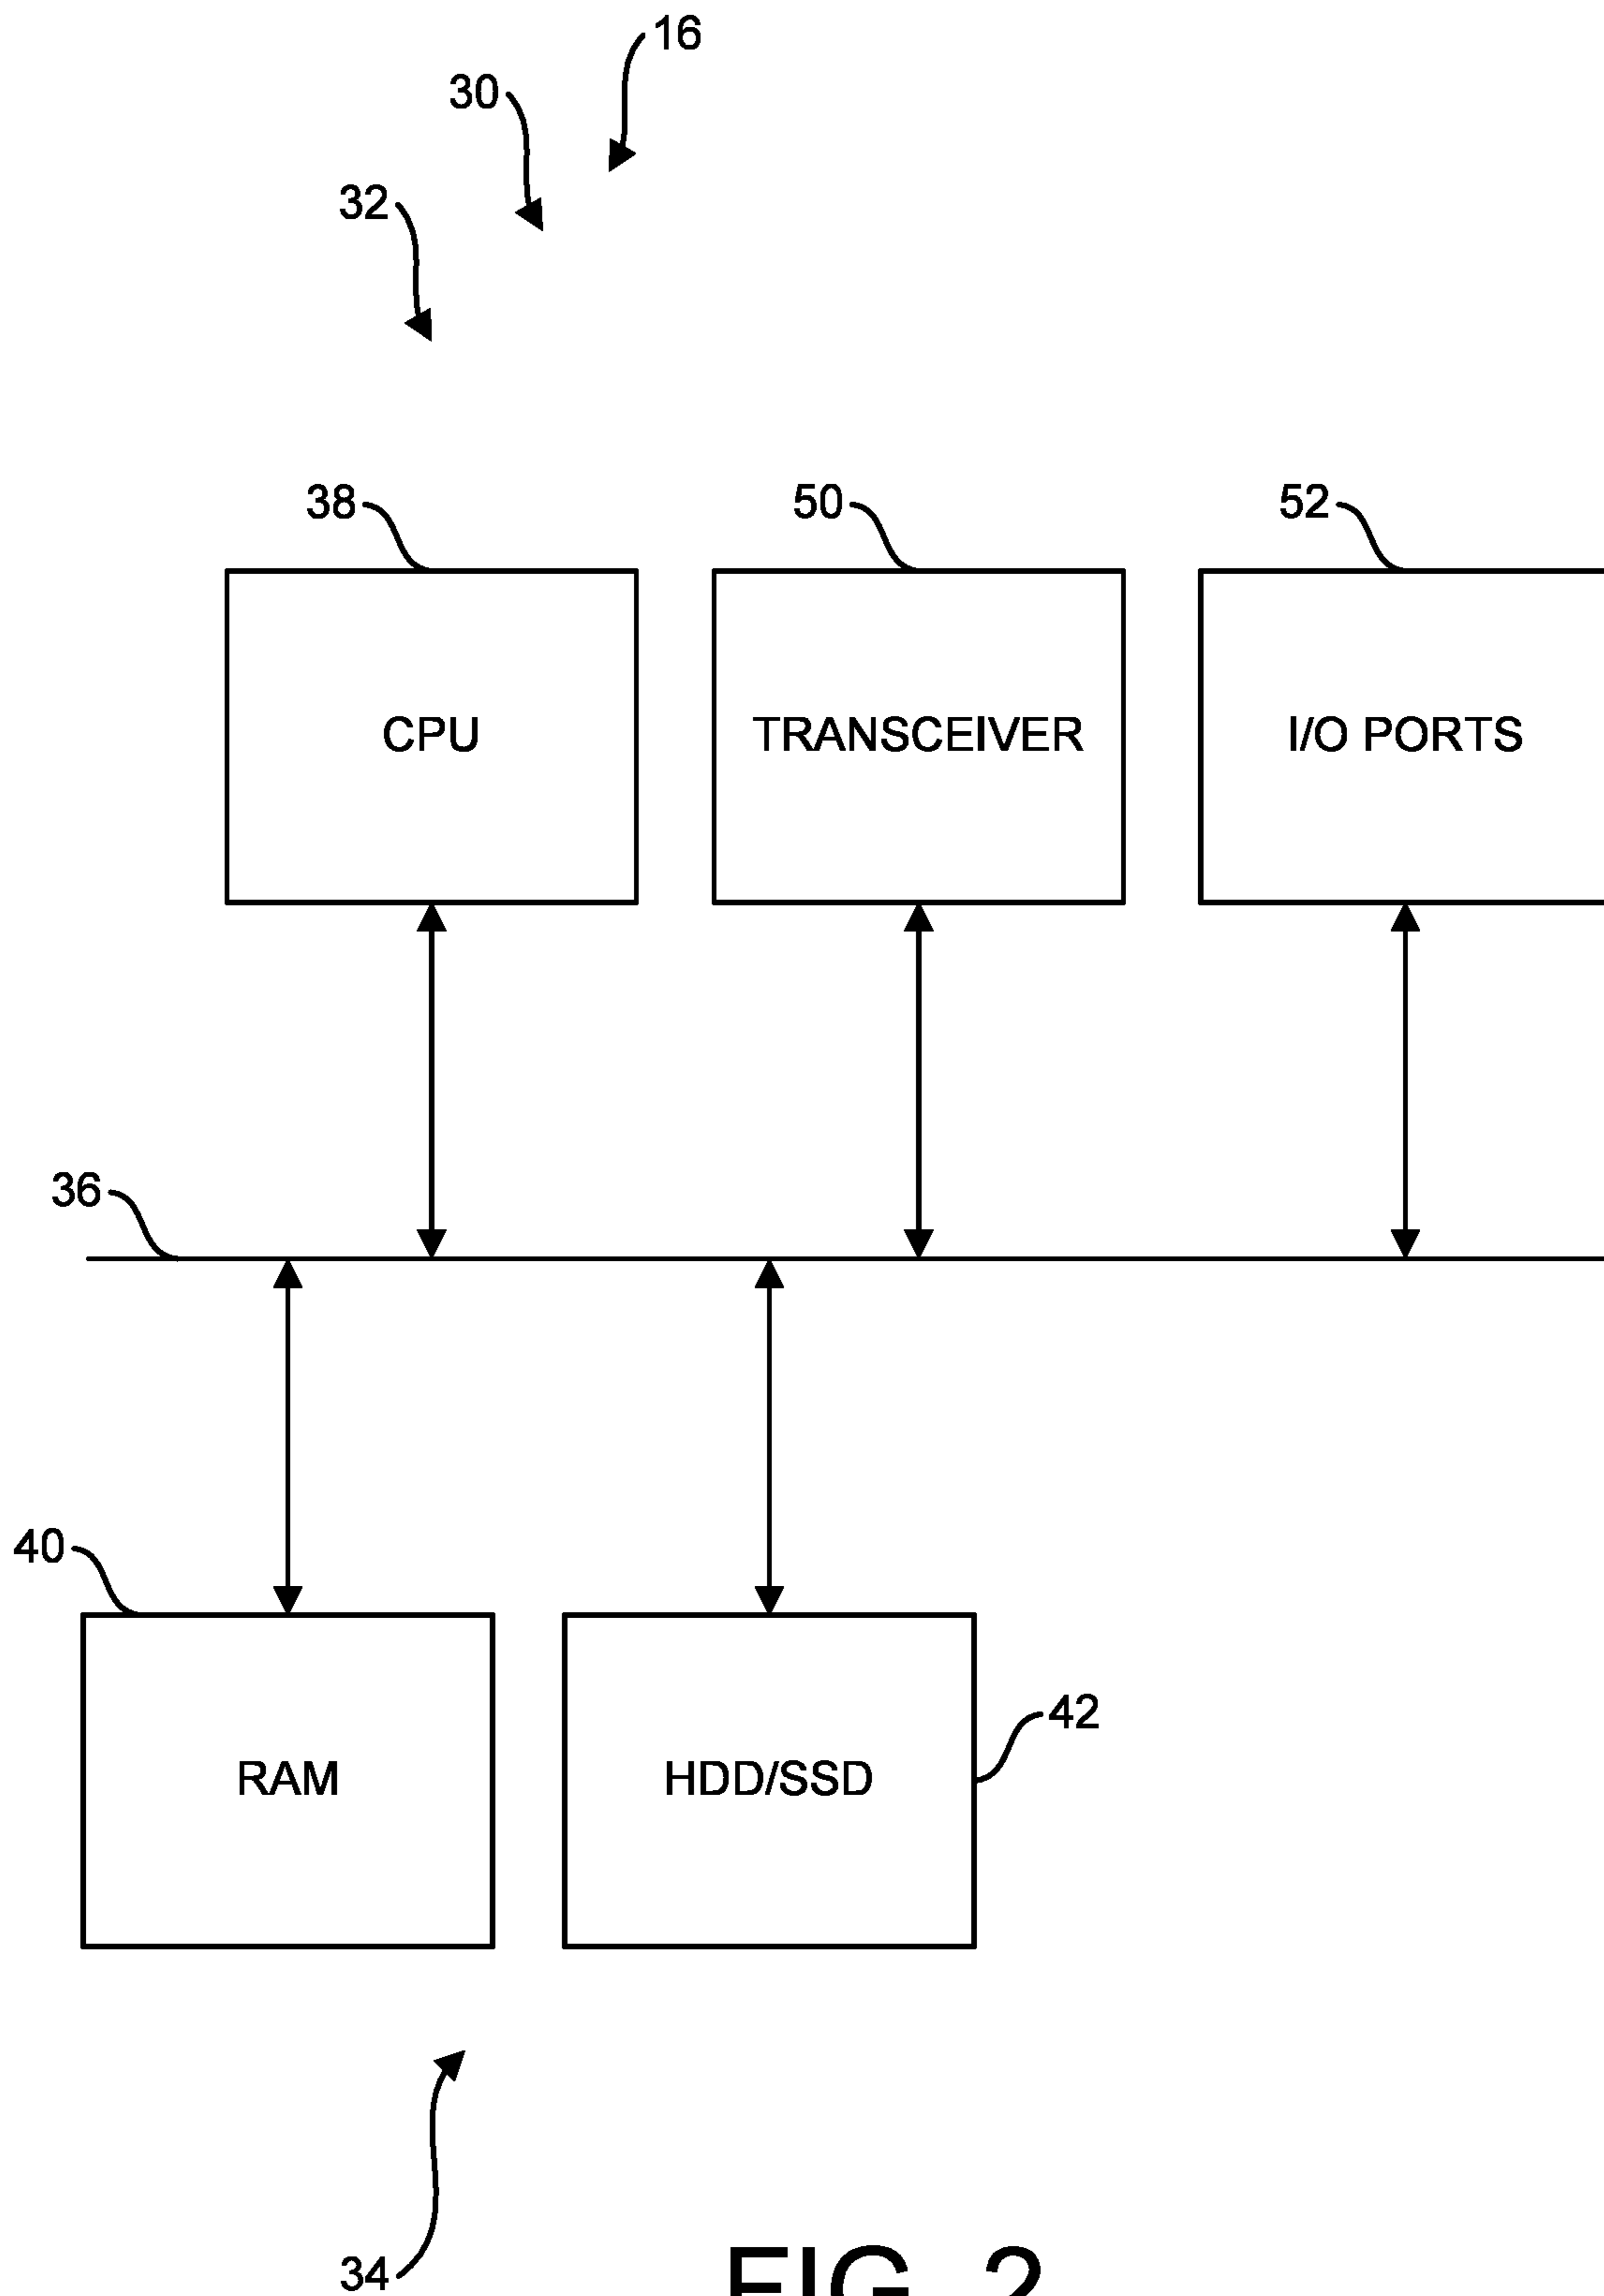 16
30
32
38
50
52
CPU
TRANSCEIVER
I/O PORTS
36
40
42
RAM
HDD/SSD
34
FIG. 2